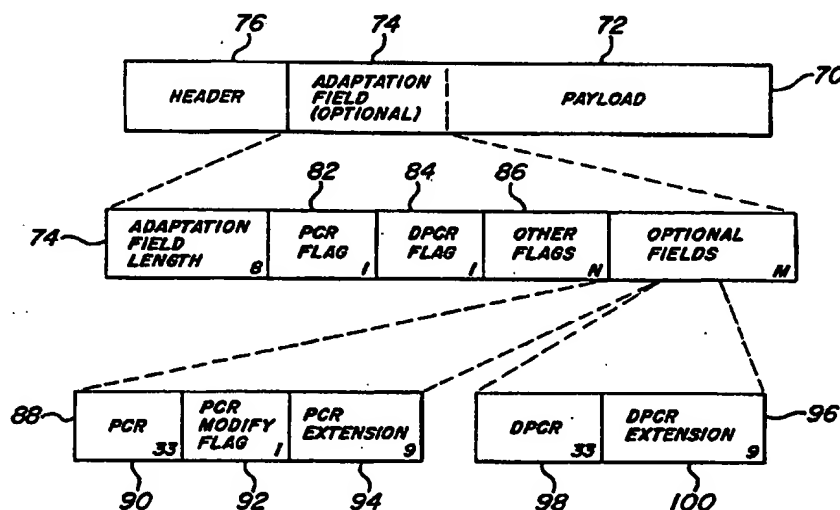 76 74 72
HEADER
ADAPTATION
FIELD
(OPTIONAL)
PAYLOAD
70
82 84 86
74
ADAPTATION
FIELD
LENGTH
8
PCR
FLAG
1
DPCR
FLAG
1
OTHER
FLAGS
N
OPTIONAL
FIELDS
M
88
PCR
33
PCR
MODIFY
FLAG
1
PCR
EXTENSION
9
DPCR
33
DPCR
EXTENSION
9
96
90 92 94 98 100